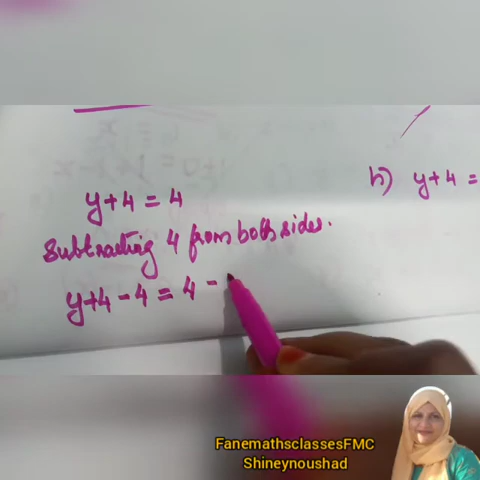 y+4 = 4
Subtracting 4 from both sides.
y+4 - 4 = 4 -
h) y+4 =
FanemathsclassesFMC
Shineynoushad